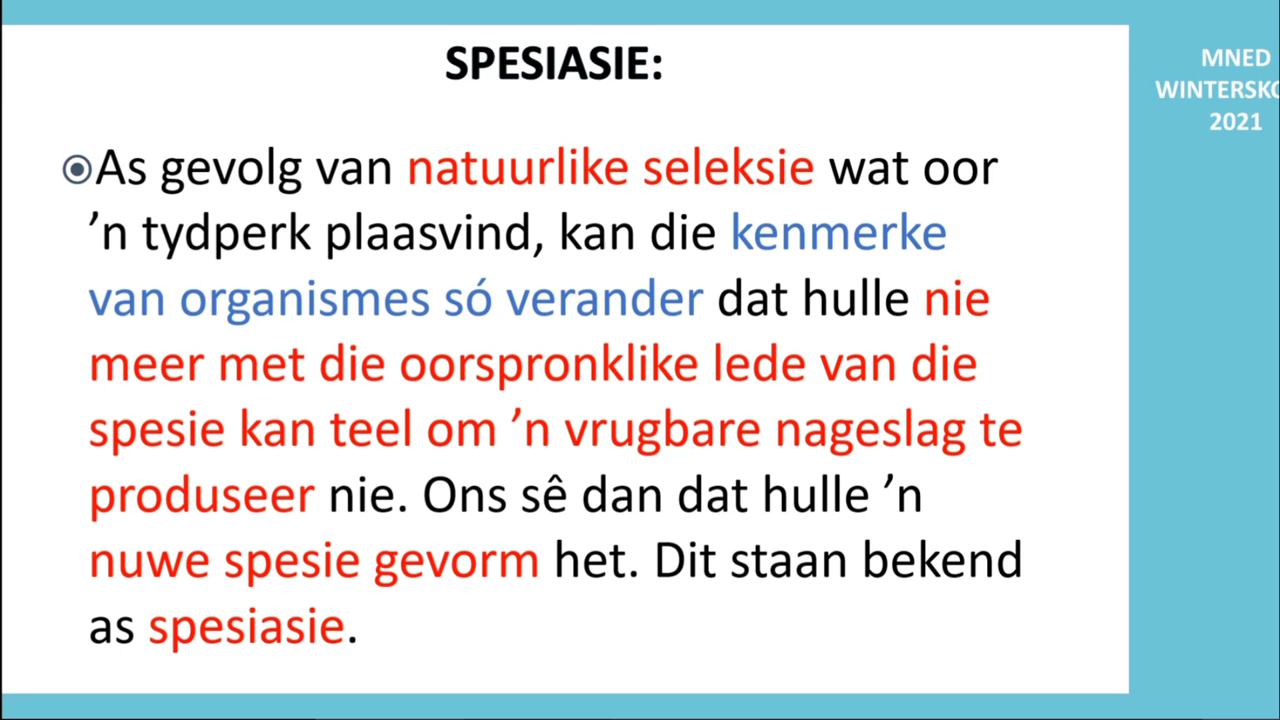 SPESIASIE:
MNED
2021
As gevolg van natuurlike seleksie wat oor
’n tydperk plaasvind, kan die kenmerke
van organismes só verander dat hulle nie
meer met die oorspronklike lede van die
spesie kan teel om ’n vrugbare nageslag te
produseer nie. Ons sê dan dat hulle ’n
nuwe spesie gevorm het. Dit staan bekend
as spesiasie.